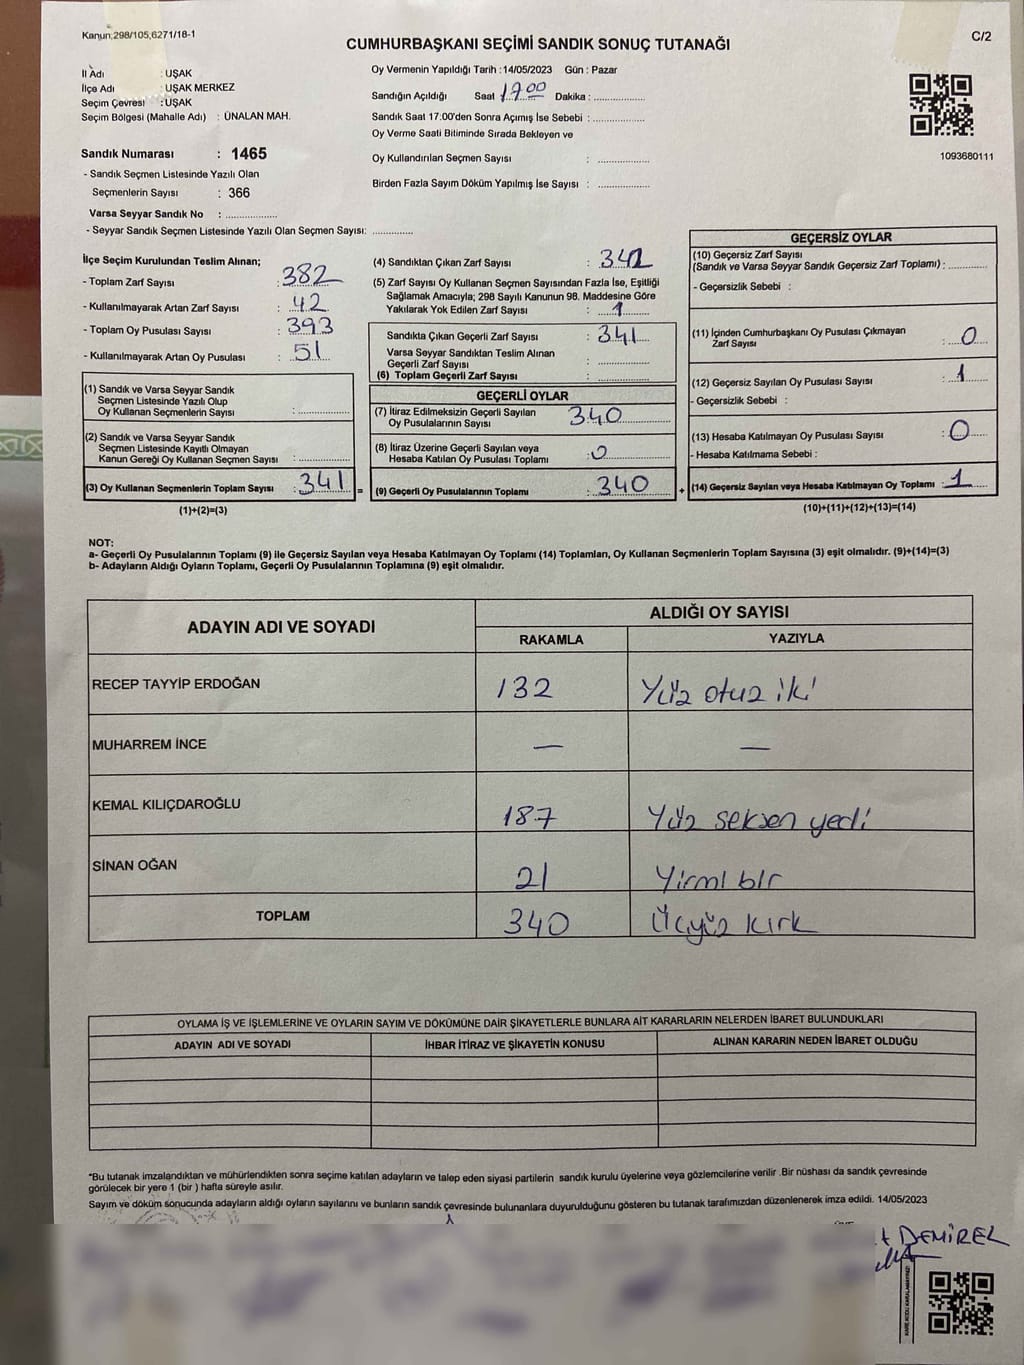 Kanun,298/105,6271/18-1
C/2
CUMHURBAŞKANI SEÇİMİ SANDIK SONUÇ TUTANAĞI
İl Adı : UŞAK
İlçe Adı : UŞAK MERKEZ
Seçim Çevresi : UŞAK
Seçim Bölgesi (Mahalle Adı) : ÜNALAN MAH.
Sandık Numarası : 1465
- Sandık Seçmen Listesinde Yazılı Olan
Seçmenlerin Sayısı : 366
Varsa Seyyar Sandık No : ................
- Seyyar Sandık Seçmen Listesinde Yazılı Olan Seçmen Sayısı: ............
Oy Vermenin Yapıldığı Tarih : 14/05/2023 Gün : Pazar
Sandığın Açıldığı Saat 17.00 Dakika : ...............
Sandık Saat 17.00'den Sonra Açımış İse Sebebi : ...............
Oy Verme Saati Bitiminde Sırada Bekleyen ve
Oy Kullandırılan Seçmen Sayısı : ...............
Birden Fazla Sayım Döküm Yapılmış İse Sayısı : ...............
1093680111
İlçe Seçim Kurulundan Teslim Alınan;
- Toplam Zarf Sayısı : 382
- Kullanılmayarak Artan Zarf Sayısı : 42
- Toplam Oy Pusulası Sayısı : 393
- Kullanılmayarak Artan Oy Pusulası : 51
(1) Sandık ve Varsa Seyyar Sandık
Seçmen Listesinde Yazılı Olup
Oy Kullanan Seçmenlerin Sayısı : ...............
(2) Sandık ve Varsa Seyyar Sandık
Seçmen Listesinde Kayıtlı Olmayan
Kanun Gereği Oy Kullanan Seçmen Sayısı : ...............
(3) Oy Kullanan Seçmenlerin Toplam Sayısı : 341 =
(1)+(2)=(3)
(4) Sandıktan Çıkan Zarf Sayısı : 342
(5) Zarf Sayısı Oy Kullanan Seçmen Sayısından Fazla İse, Eşitliği
Sağlamak Amacıyla; 298 Sayılı Kanunun 98. Maddesine Göre
Yakılarak Yok Edilen Zarf Sayısı : 1
Sandıkta Çıkan Geçerli Zarf Sayısı : 341
Varsa Seyyar Sandıktan Teslim Alınan
Geçerli Zarf Sayısı : ...............
(6) Toplam Geçerli Zarf Sayısı : ...............
GEÇERLİ OYLAR
(7) İtiraz Edilmeksizin Geçerli Sayılan
Oy Pusulalarının Sayısı 340
(8) İtiraz Üzerine Geçerli Sayılan veya
Hesaba Katılan Oy Pusulası Toplamı : 0
(9) Geçerli Oy Pusulalarının Toplamı : 340 +
GEÇERSİZ OYLAR
(10) Geçersiz Zarf Sayısı
(Sandık ve Varsa Seyyar Sandık Geçersiz Zarf Toplamı) : ............
- Geçersizlik Sebebi :
(11) İçinden Cumhurbaşkanı Oy Pusulası Çıkmayan
Zarf Sayısı : 0
(12) Geçersiz Sayılan Oy Pusulası Sayısı : 1
- Geçersizlik Sebebi :
(13) Hesaba Katılmayan Oy Pusulası Sayısı : 0
- Hesaba Katılmama Sebebi :
(14) Geçersiz Sayılan veya Hesaba Katılmayan Oy Toplamı : 1
(10)+(11)+(12)+(13)=(14)
NOT:
a- Geçerli Oy Pusulalarının Toplamı (9) ile Geçersiz Sayılan veya Hesaba Katılmayan Oy Toplamı (14) Toplamları, Oy Kullanan Seçmenlerin Toplam Sayısına (3) eşit olmalıdır. (9)+(14)=(3)
b- Adayların Aldığı Oyların Toplamı, Geçerli Oy Pusulalarının Toplamına (9) eşit olmalıdır.
ADAYIN ADI VE SOYADI ALDIĞI OY SAYISI
RAKAMLA YAZIYLA
RECEP TAYYİP ERDOĞAN 132 Yüz otuz iki
MUHARREM İNCE — —
KEMAL KILIÇDAROĞLU 187 Yüz seksen yedi
SİNAN OĞAN 21 Yirmi bir
TOPLAM 340 Üçyüz kırk
OYLAMA İŞ VE İŞLEMLERİNE VE OYLARIN SAYIM VE DÖKÜMÜNE DAİR ŞİKAYETLERLE BUNLARA AİT KARARLARIN NELERDEN İBARET BULUNDUKLARI
ADAYIN ADI VE SOYADI İHBAR İTİRAZ VE ŞİKAYETİN KONUSU ALINAN KARARIN NEDEN İBARET OLDUĞU
*Bu tutanak imzalandıktan ve mühürlendikten sonra seçime katılan adayların ve talep eden siyasi partilerin sandık kurulu üyelerine veya gözlemcilerine verilir .Bir nüshası da sandık çevresinde
görülecek bir yere 1 (bir ) hafta süreyle asılır.
Sayım ve döküm sonucunda adayların aldığı oyların sayılarını ve bunların sandık çevresinde bulunanlara duyurulduğunu gösteren bu tutanak tarafımızdan düzenlenerek imza edildi. 14/05/2023
DEMİREL